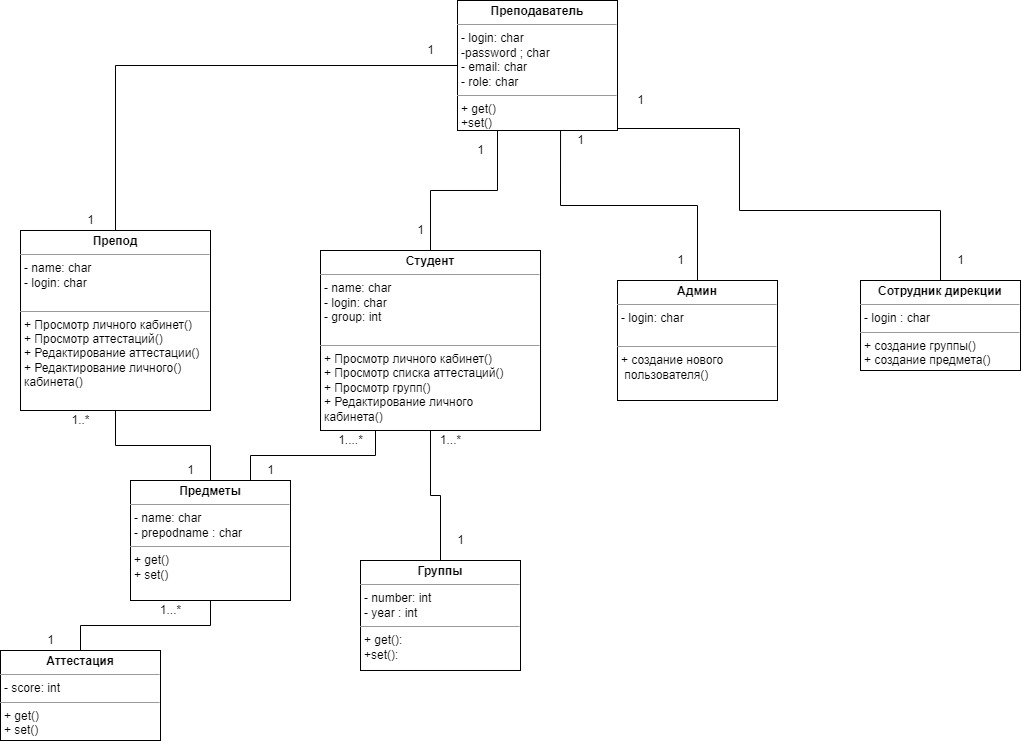 Преподаватель
- login: char
-password ; char
- email: char
- role: char
+ get()
+set()
1
1
1
1
1
1
1
1
Препод
- name: char
- login: char
+ Просмотр личного кабинет()
+ Просмотр аттестаций()
+ Редактирование аттестации()
+ Редактирование личного()
кабинета()
1..*
1
Студент
- name: char
- login: char
- group: int
+ Просмотр личного кабинет()
+ Просмотр списка аттестаций()
+ Просмотр групп()
+ Редактирование личного
кабинета()
1....*
1...*
1
1
Админ
- login: char
+ создание нового
пользователя()
Сотрудник дирекции
- login : char
+ создание группы()
+ создание предмета()
Предметы
- name: char
- prepodname : char
+ get()
+ set()
1...*
1
Группы
- number: int
- year : int
+ get():
+set():
Аттестация
- score: int
+ get()
+ set()